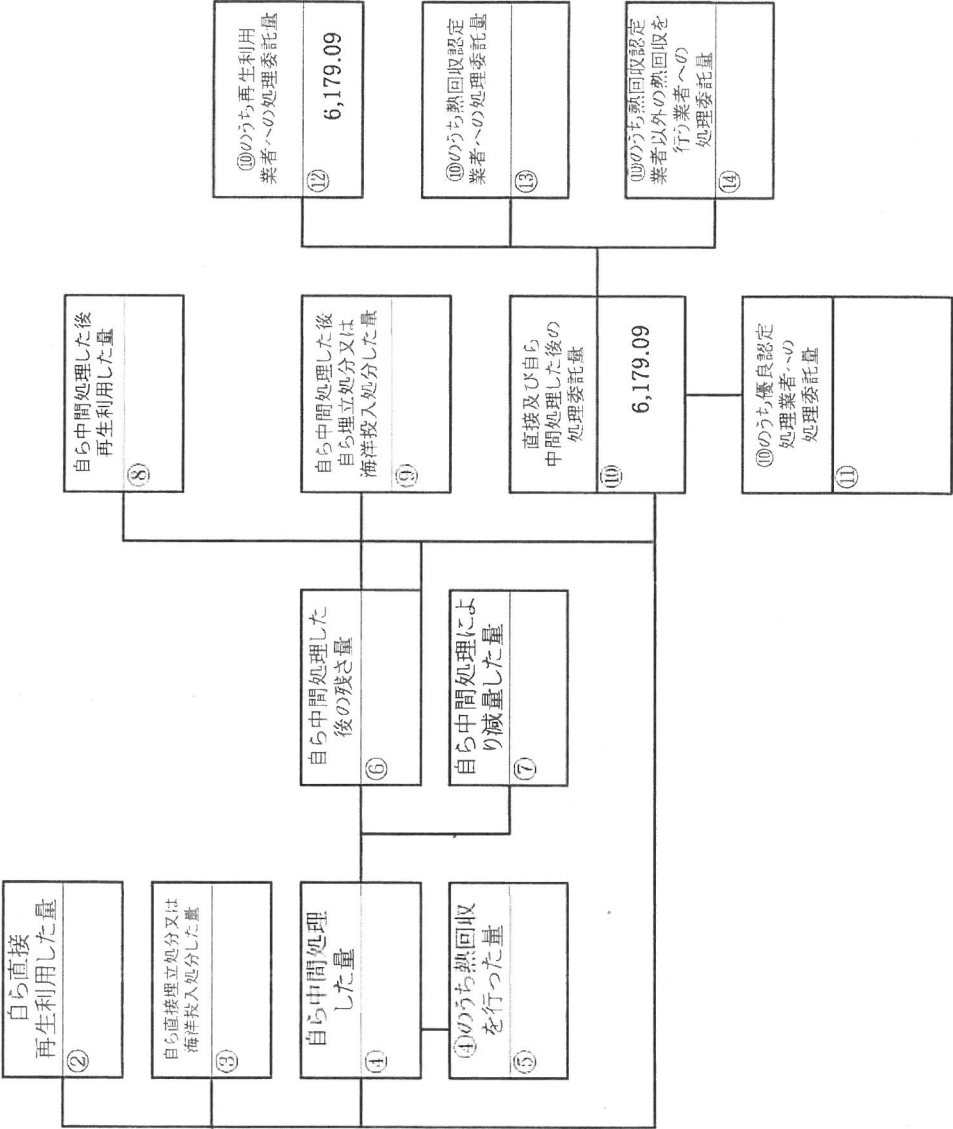 自ら直接
再生利用した量
②
自ら直接埋立処分又は
海洋投入処分した量
③
自ら中間処理
した量
④
④のうち熱回収
を行った量
⑤
自ら中間処理した
後の残さ量
⑥
自ら中間処理によ
り減量した量
⑦
自ら中間処理した後
再生利用した量
⑧
自ら中間処理した後
自ら埋立処分又は
海洋投入処分した量
⑨
直接及び自ら
中間処理した後の
処理委託量
⑩
6,179.09
⑩のうち優良認定
処理業者への
処理委託量
⑪
⑩のうち再生利用
業者への処理委託量
⑫
6,179.09
⑩のうち熱回収認定
業者への処理委託量
⑬
⑩のうち熱回収認定
業者以外の熱回収を
行う業者への
処理委託量
⑭